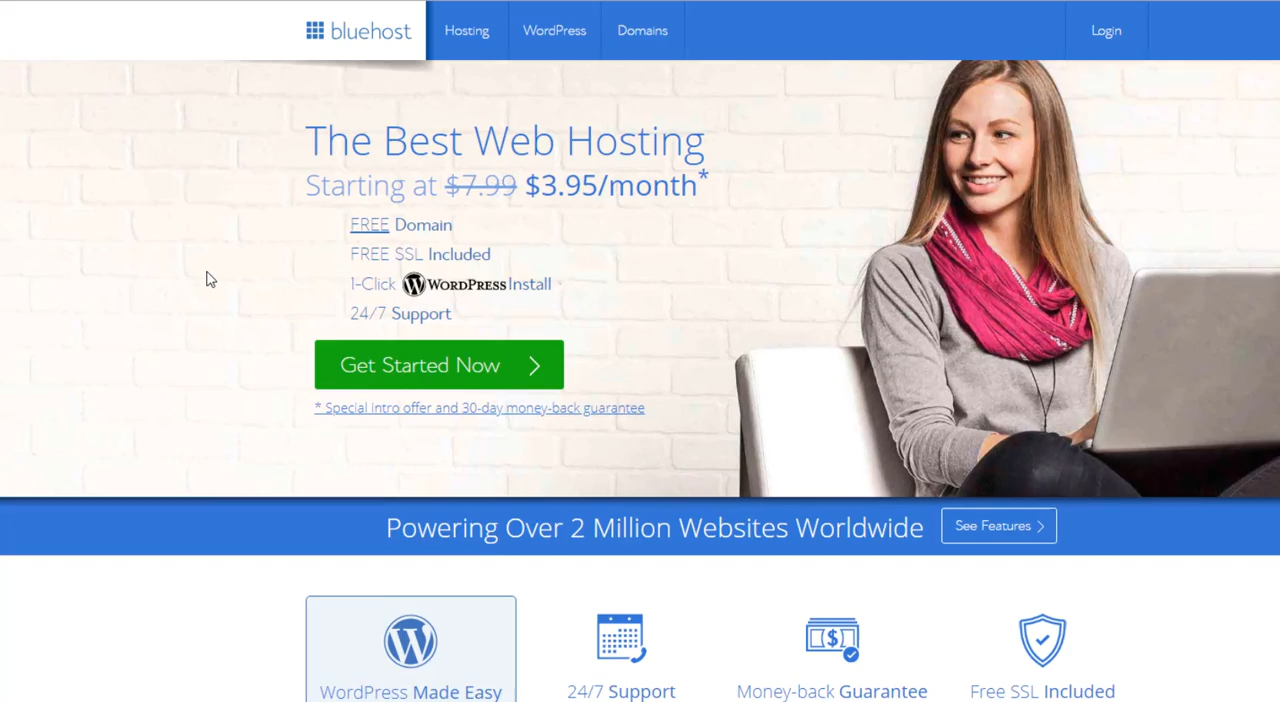 bluehost
Hosting
WordPress
Domains
Login
The Best Web Hosting
Starting at $7.99 $3.95/month*
FREE Domain
FREE SSL Included
1-Click WORDPRESS Install
24/7 Support
Get Started Now
* Special intro offer and 30-day money-back guarantee
Powering Over 2 Million Websites Worldwide
See Features
WordPress Made Easy
24/7 Support
Money-back Guarantee
Free SSL Included